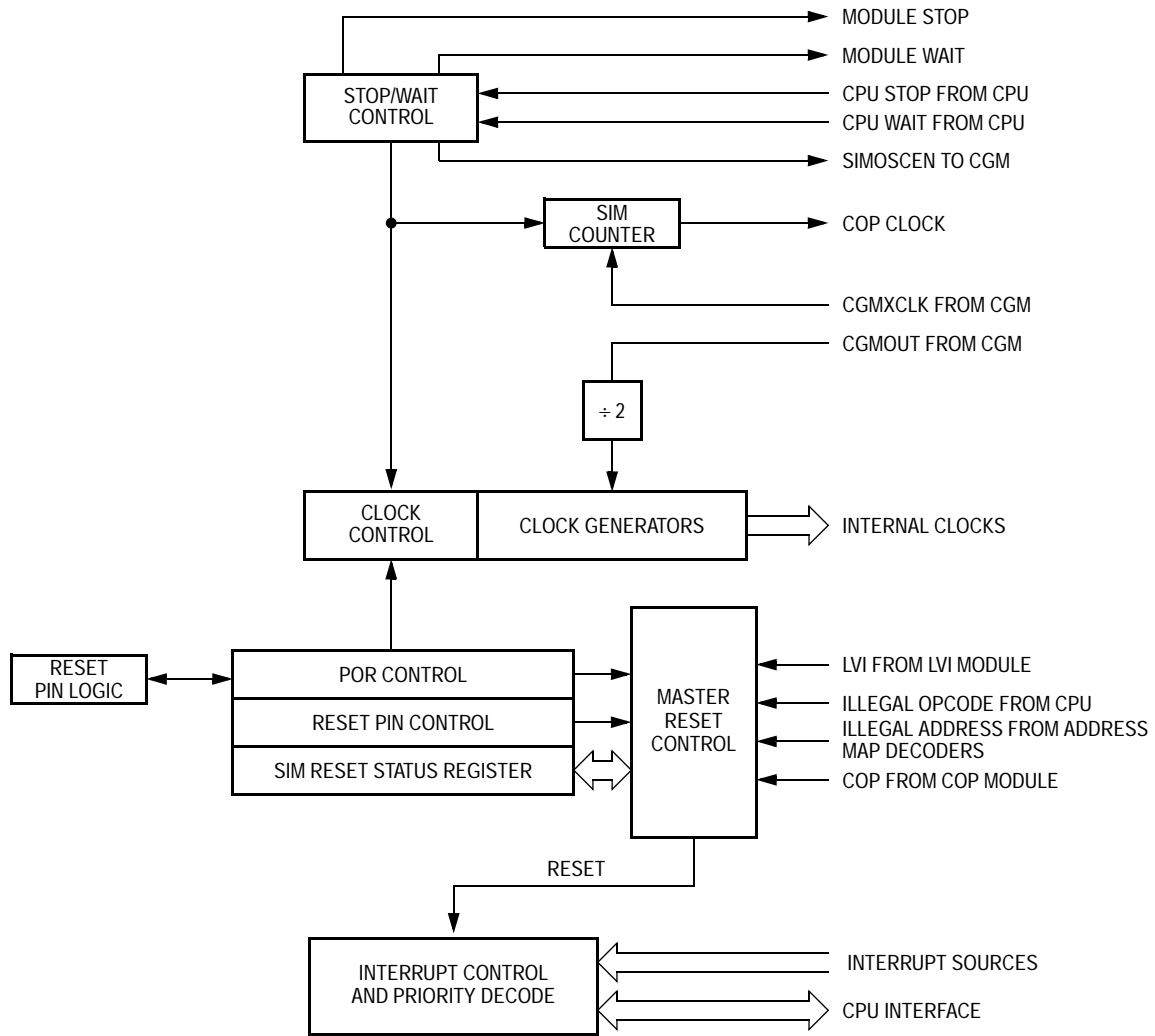 MODULE STOP
MODULE WAIT
STOP/WAIT
CONTROL
CPU STOP FROM CPU
CPU WAIT FROM CPU
SIMOSCEN TO CGM
SIM
COUNTER
COP CLOCK
CGMXCLK FROM CGM
CGMOUT FROM CGM
÷ 2
CLOCK
CONTROL
CLOCK GENERATORS
INTERNAL CLOCKS
RESET
PIN LOGIC
POR CONTROL
RESET PIN CONTROL
SIM RESET STATUS REGISTER
MASTER
RESET
CONTROL
LVI FROM LVI MODULE
ILLEGAL OPCODE FROM CPU
ILLEGAL ADDRESS FROM ADDRESS
MAP DECODERS
COP FROM COP MODULE
RESET
INTERRUPT CONTROL
AND PRIORITY DECODE
INTERRUPT SOURCES
CPU INTERFACE